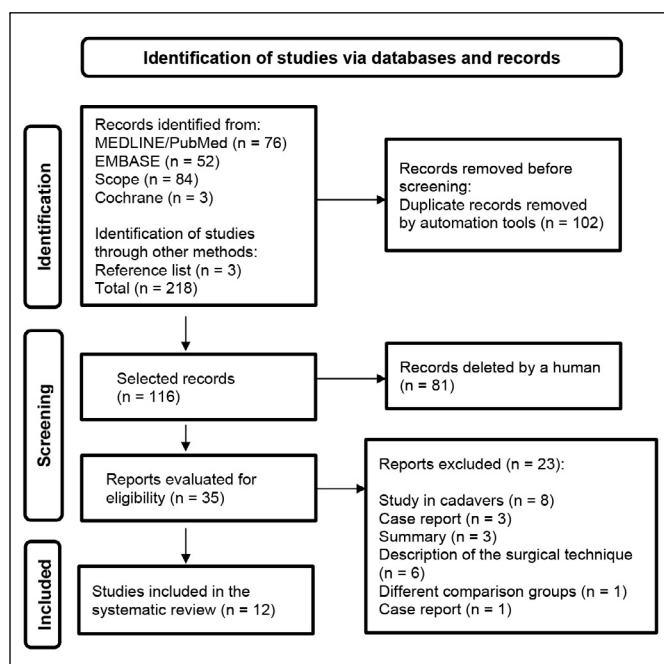 Identification of studies via databases and records
Identification
Records identified from:
MEDLINE/PubMed (n = 76)
EMBASE (n = 52)
Scope (n = 84)
Cochrane (n = 3)
Identification of studies
through other methods:
Reference list (n = 3)
Total (n = 218)
Records removed before
screening:
Duplicate records removed
by automation tools (n = 102)
Screening
Selected records
(n = 116)
Records deleted by a human
(n = 81)
Reports evaluated for
eligibility (n = 35)
Reports excluded (n = 23):
Study in cadavers (n = 8)
Case report (n = 3)
Summary (n = 3)
Description of the surgical technique
(n = 6)
Different comparison groups (n = 1)
Case report (n = 1)
Included
Studies included in the
systematic review (n = 12)